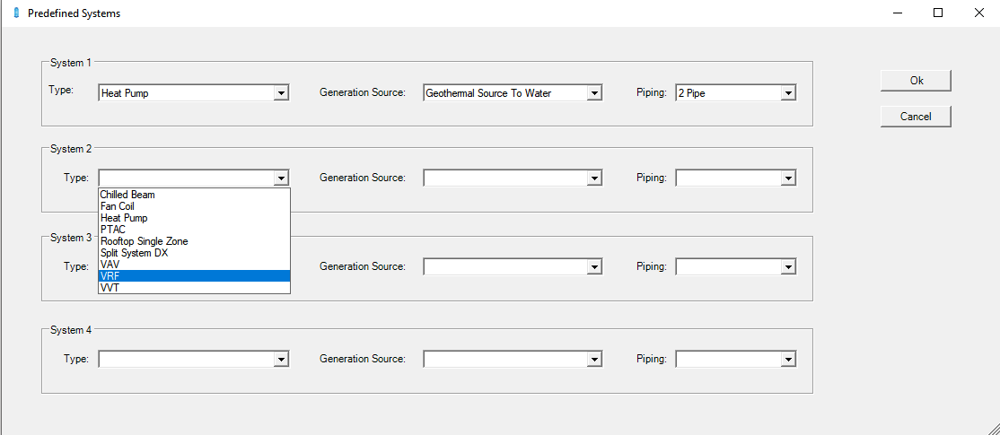 Predefined Systems
System 1
Type: Heat Pump Generation Source: Geothermal Source To Water Piping: 2 Pipe
Ok
Cancel
System 2
Type: Generation Source: Piping:
Chilled Beam
Fan Coil
Heat Pump
PTAC
Rooftop Single Zone
Split System DX
VAV
VRF
VVT
System 3
Type: Generation Source: Piping:
System 4
Type: Generation Source: Piping: